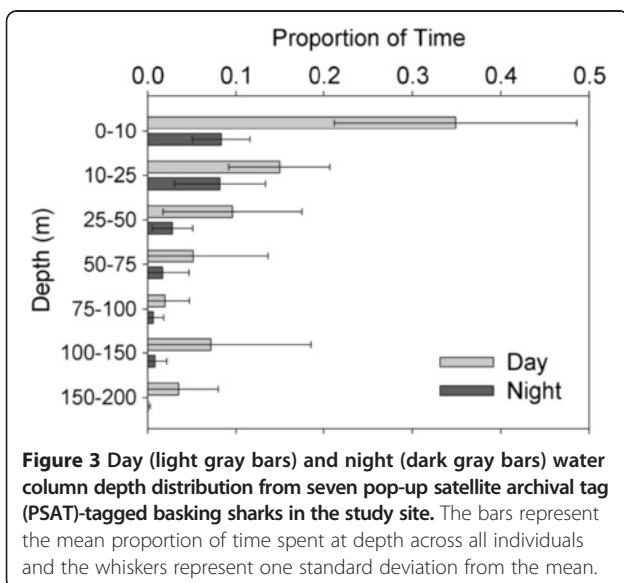 Proportion of Time
0.0 0.1 0.2 0.3 0.4 0.5
Depth (m)
0-10
10-25
25-50
50-75
75-100
100-150
150-200
Day
Night
Figure 3 Day (light gray bars) and night (dark gray bars) water
column depth distribution from seven pop-up satellite archival tag
(PSAT)-tagged basking sharks in the study site. The bars represent
the mean proportion of time spent at depth across all individuals
and the whiskers represent one standard deviation from the mean.